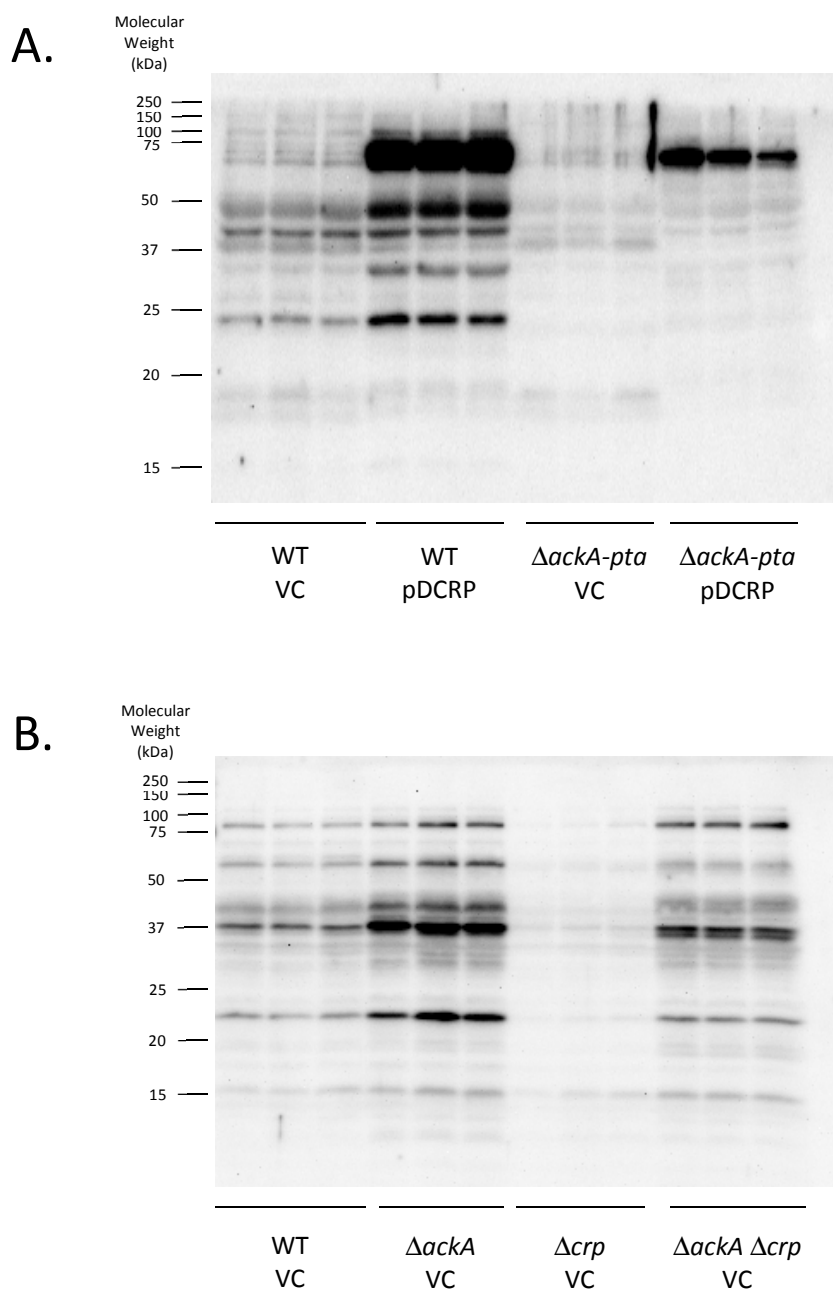 A.
Molecular
Weight
(kDa)
250
150
100
75
50
37
25
20
15
WT
VC
WT
pDCRP
ΔackA-pta
VC
ΔackA-pta
pDCRP
B.
Molecular
Weight
(kDa)
250
150
100
75
50
37
25
20
15
WT
VC
ΔackA
VC
Δcrp
VC
ΔackA Δcrp
VC